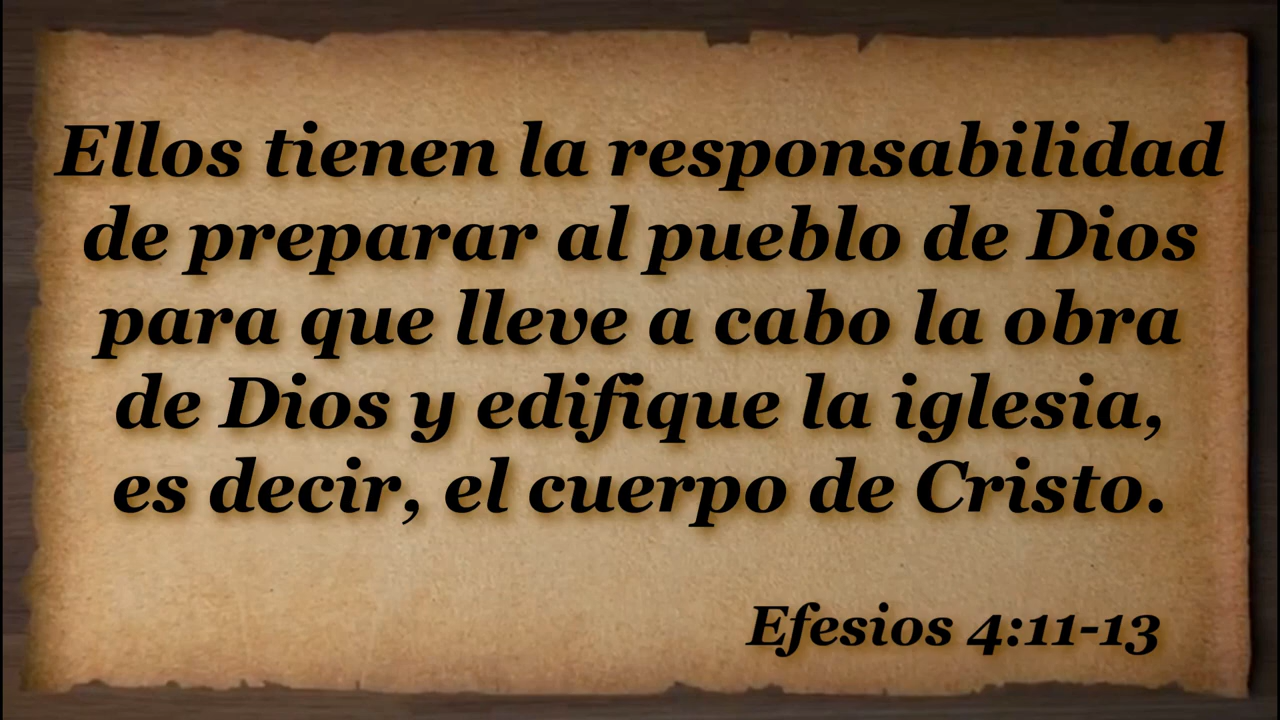 Ellos tienen la responsabilidad
de preparar al pueblo de Dios
para que lleve a cabo la obra
de Dios y edifique la iglesia,
es decir, el cuerpo de Cristo.
Efesios 4:11-13